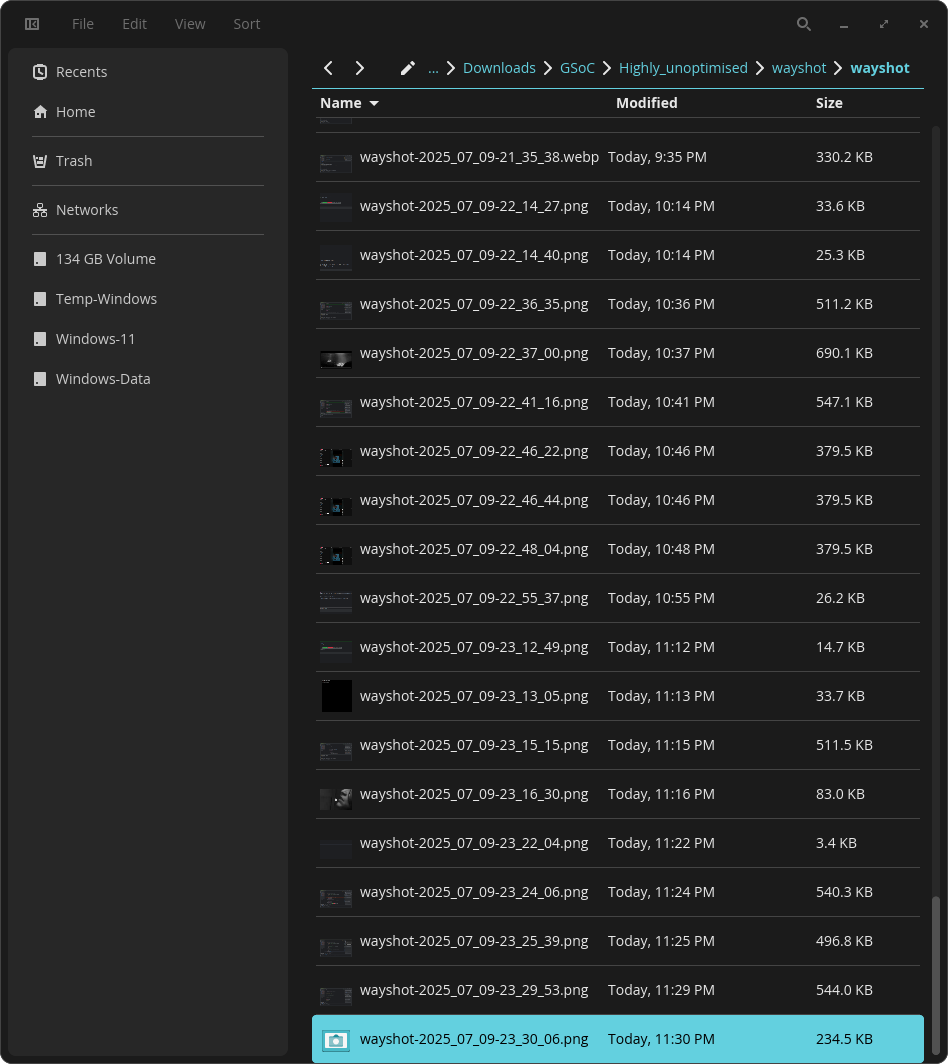 File Edit View Sort
... Downloads GSoC Highly_unoptimised wayshot wayshot
Recents
Home
Trash
Networks
134 GB Volume
Temp-Windows
Windows-11
Windows-Data
Name Modified Size
wayshot-2025_07_09-21_35_38.webp Today, 9:35 PM 330.2 KB
wayshot-2025_07_09-22_14_27.png Today, 10:14 PM 33.6 KB
wayshot-2025_07_09-22_14_40.png Today, 10:14 PM 25.3 KB
wayshot-2025_07_09-22_36_35.png Today, 10:36 PM 511.2 KB
wayshot-2025_07_09-22_37_00.png Today, 10:37 PM 690.1 KB
wayshot-2025_07_09-22_41_16.png Today, 10:41 PM 547.1 KB
wayshot-2025_07_09-22_46_22.png Today, 10:46 PM 379.5 KB
wayshot-2025_07_09-22_46_44.png Today, 10:46 PM 379.5 KB
wayshot-2025_07_09-22_48_04.png Today, 10:48 PM 379.5 KB
wayshot-2025_07_09-22_55_37.png Today, 10:55 PM 26.2 KB
wayshot-2025_07_09-23_12_49.png Today, 11:12 PM 14.7 KB
wayshot-2025_07_09-23_13_05.png Today, 11:13 PM 33.7 KB
wayshot-2025_07_09-23_15_15.png Today, 11:15 PM 511.5 KB
wayshot-2025_07_09-23_16_30.png Today, 11:16 PM 83.0 KB
wayshot-2025_07_09-23_22_04.png Today, 11:22 PM 3.4 KB
wayshot-2025_07_09-23_24_06.png Today, 11:24 PM 540.3 KB
wayshot-2025_07_09-23_25_39.png Today, 11:25 PM 496.8 KB
wayshot-2025_07_09-23_29_53.png Today, 11:29 PM 544.0 KB
wayshot-2025_07_09-23_30_06.png Today, 11:30 PM 234.5 KB